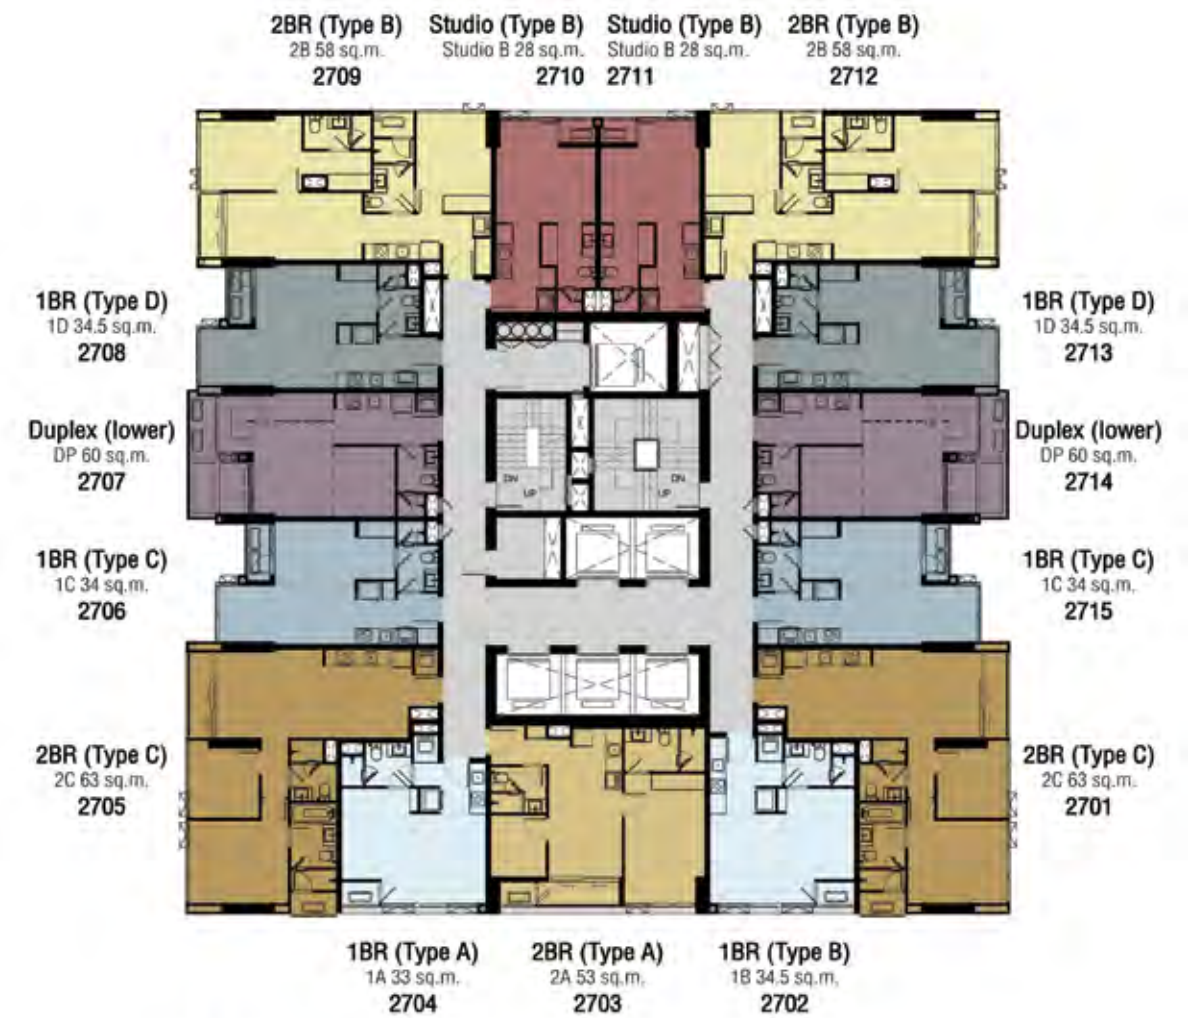 2BR (Type B)
2B 58 sq.m.
2709
Studio (Type B)
Studio B 28 sq.m.
2710
Studio (Type B)
Studio B 28 sq.m.
2711
2BR (Type B)
2B 58 sq.m.
2712
1BR (Type D)
1D 34.5 sq.m.
2708
1BR (Type D)
1D 34.5 sq.m.
2713
Duplex (lower)
DP 60 sq.m.
2707
DN
UP
DN
UP
Duplex (lower)
DP 60 sq.m.
2714
1BR (Type C)
1C 34 sq.m.
2706
1BR (Type C)
1C 34 sq.m.
2715
2BR (Type C)
2C 63 sq.m.
2705
2BR (Type C)
2C 63 sq.m.
2701
1BR (Type A)
1A 33 sq.m.
2704
2BR (Type A)
2A 53 sq.m.
2703
1BR (Type B)
1B 34.5 sq.m.
2702